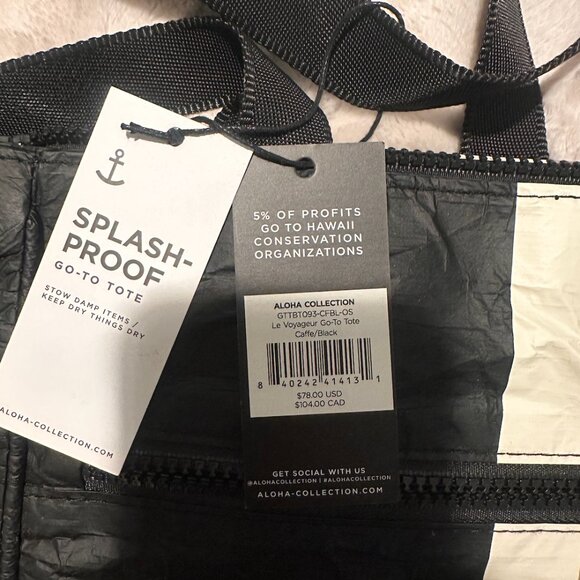 SPLASH-
PROOF
GO-TO TOTE
STOW DAMP ITEMS /
KEEP DRY THINGS DRY
ALOHA-COLLECTION.COM
5% OF PROFITS
GO TO HAWAII
CONSERVATION
ORGANIZATIONS
ALOHA COLLECTION
GTTBT093-CFBL-OS
Le Voyageur Go-To Tote
Caffe/Black
8 40242 41413 1
$78.00 USD
$104.00 CAD
GET SOCIAL WITH US
@ALOHACOLLECTION | #ALOHACOLLECTION
ALOHA-COLLECTION.COM